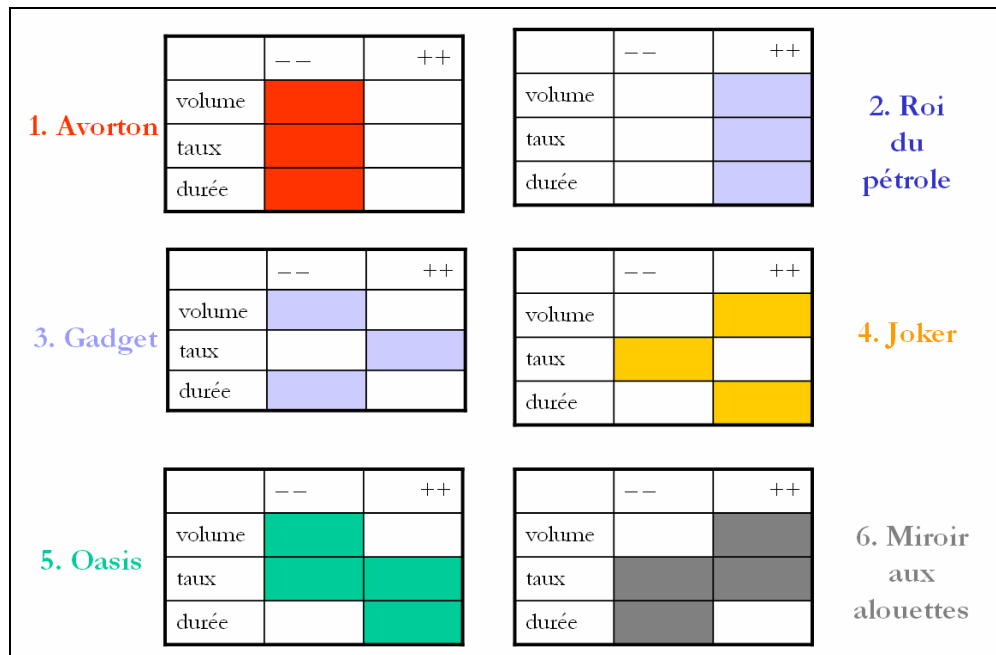 1. Avorton
– – ++
volume
taux
durée
– – ++
volume
taux
durée
2. Roi
du
pétrole
3. Gadget
– – ++
volume
taux
durée
– – ++
volume
taux
durée
4. Joker
5. Oasis
– – ++
volume
taux
durée
– – ++
volume
taux
durée
6. Miroir
aux
alouettes